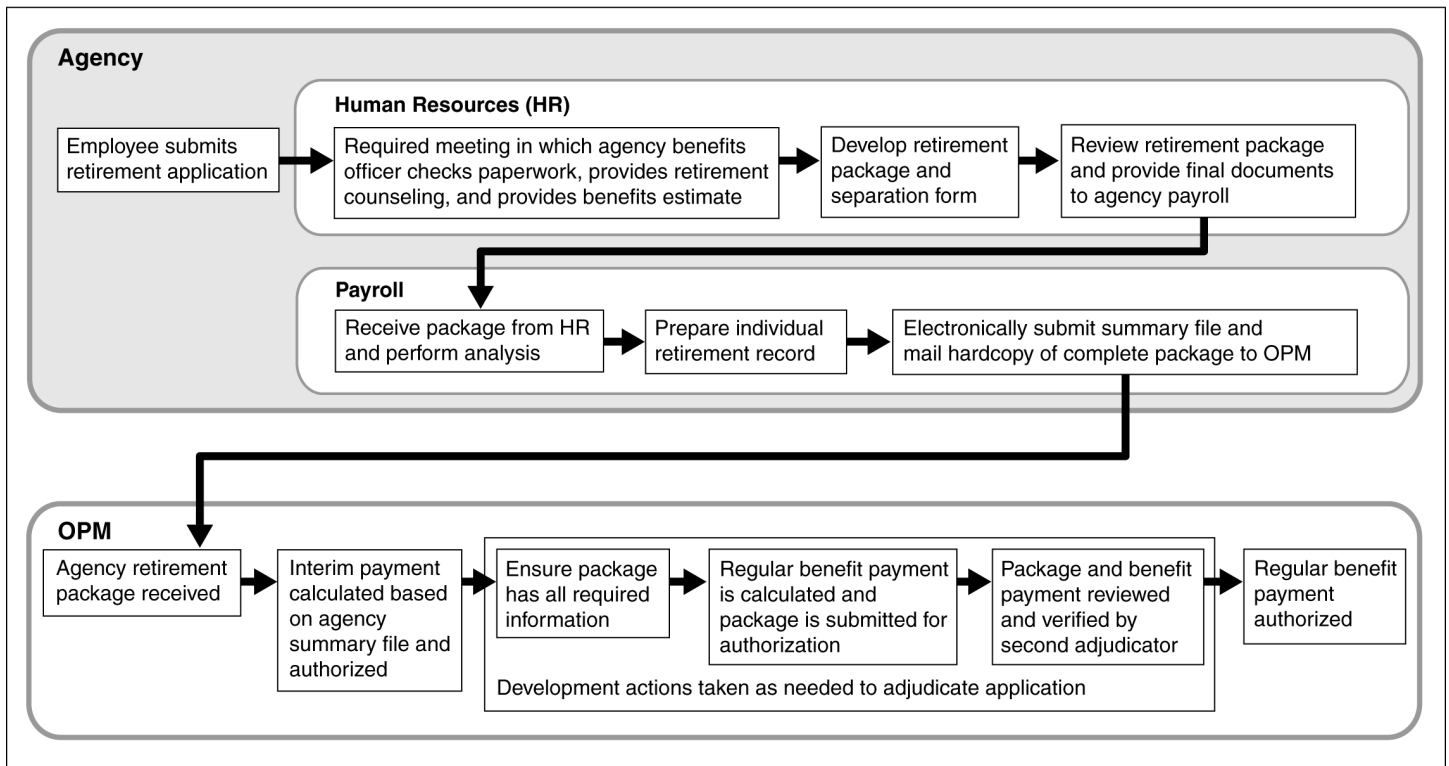 Agency
Human Resources (HR)
Employee submits
retirement application
Required meeting in which agency benefits
officer checks paperwork, provides retirement
counseling, and provides benefits estimate
Develop retirement
package and
separation form
Review retirement package
and provide final documents
to agency payroll
Payroll
Receive package from HR
and perform analysis
Prepare individual
retirement record
Electronically submit summary file and
mail hardcopy of complete package to OPM
OPM
Agency retirement
package received
Interim payment
calculated based
on agency
summary file and
authorized
Ensure package
has all required
information
Regular benefit payment
is calculated and
package is submitted for
authorization
Package and benefit
payment reviewed
and verified by
second adjudicator
Regular benefit
payment
authorized
Development actions taken as needed to adjudicate application